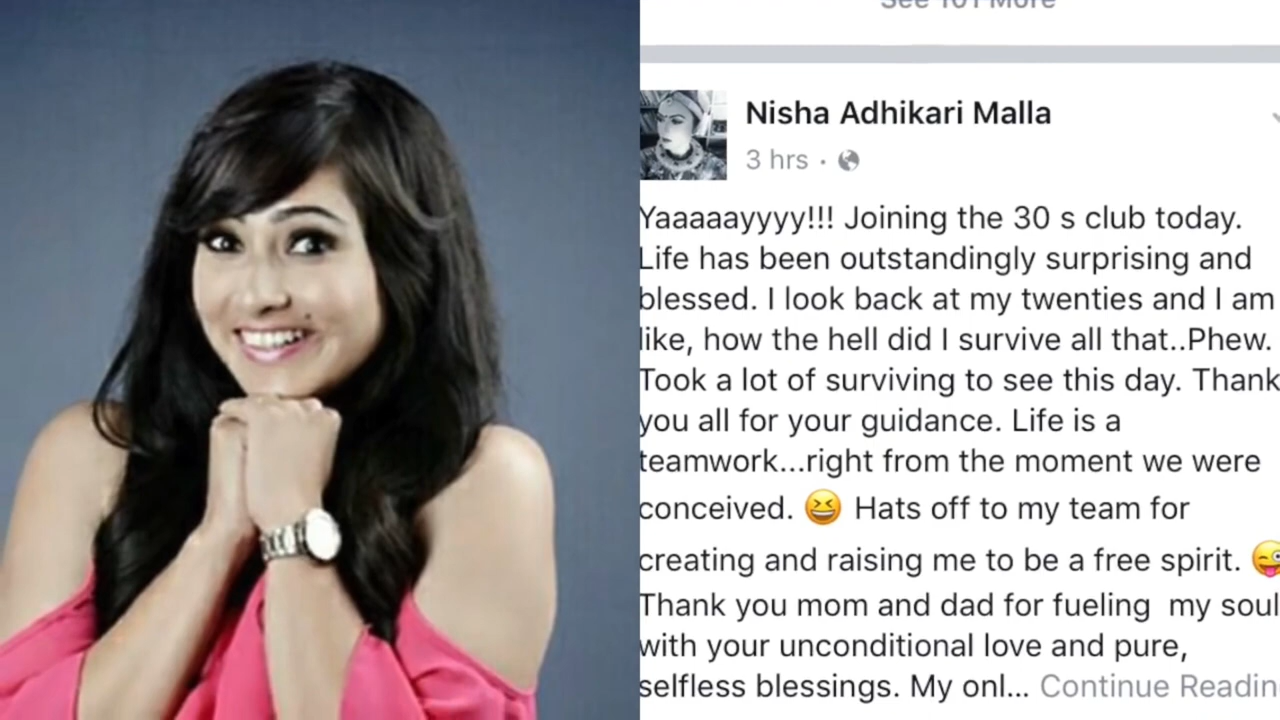 See 101 More
Nisha Adhikari Malla
3 hrs ·
Yaaaaayyyy!!! Joining the 30 s club today.
Life has been outstandingly surprising and
blessed. I look back at my twenties and I am
like, how the hell did I survive all that..Phew.
Took a lot of surviving to see this day. Thank
you all for your guidance. Life is a
teamwork...right from the moment we were
conceived. 😆 Hats off to my team for
creating and raising me to be a free spirit. 😜
Thank you mom and dad for fueling  my soul
with your unconditional love and pure,
selfless blessings. My onl... Continue Readin